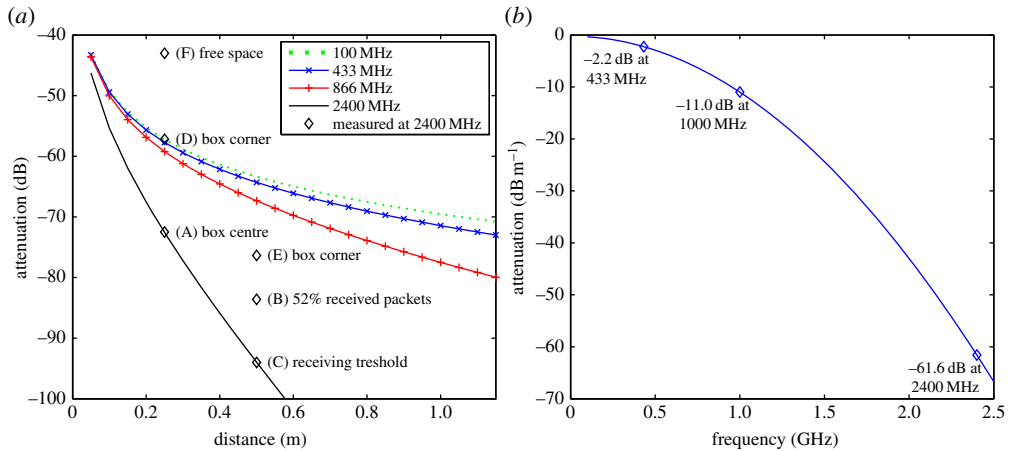 (a)
−40
−50
−60
−70
−80
−90
−100
attenuation (dB)
0
0.2
0.4
0.6
0.8
1.0
distance (m)
100 MHz
433 MHz
866 MHz
2400 MHz
measured at 2400 MHz
(F) free space
(D) box corner
(A) box centre
(E) box corner
(B) 52% received packets
(C) receiving treshold
(b)
0
−10
−20
−30
−40
−50
−60
−70
attenuation (dB m−1)
0
0.5
1.0
1.5
2.0
2.5
frequency (GHz)
−2.2 dB at
433 MHz
−11.0 dB at
1000 MHz
−61.6 dB at
2400 MHz